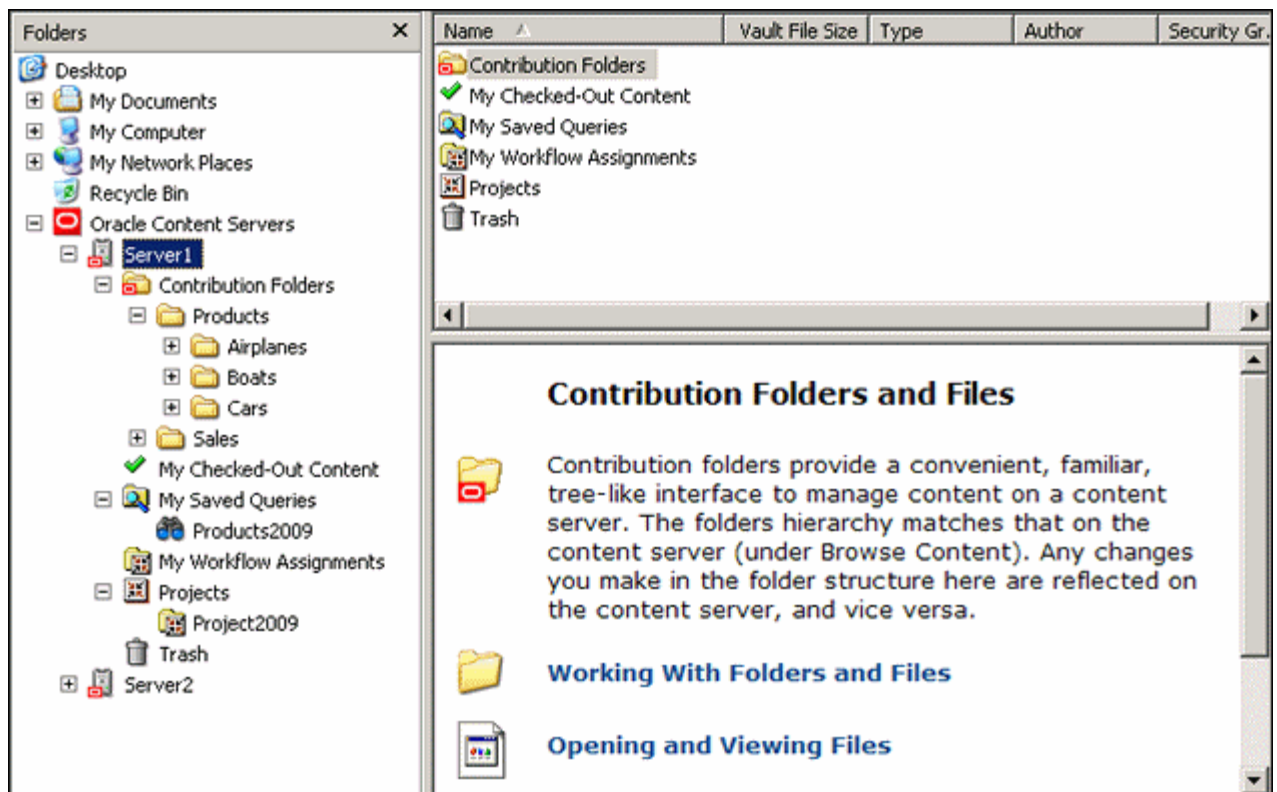 Folders
Desktop
My Documents
My Computer
My Network Places
Recycle Bin
Oracle Content Servers
Server1
Contribution Folders
Products
Airplanes
Boats
Cars
Sales
My Checked-Out Content
My Saved Queries
Products2009
My Workflow Assignments
Projects
Project2009
Trash
Server2
Name Vault File Size Type Author Security Gr.
Contribution Folders
My Checked-Out Content
My Saved Queries
My Workflow Assignments
Projects
Trash
Contribution Folders and Files
Contribution folders provide a convenient, familiar,
tree-like interface to manage content on a content
server. The folders hierarchy matches that on the
content server (under Browse Content). Any changes
you make in the folder structure here are reflected on
the content server, and vice versa.
Working With Folders and Files
Opening and Viewing Files